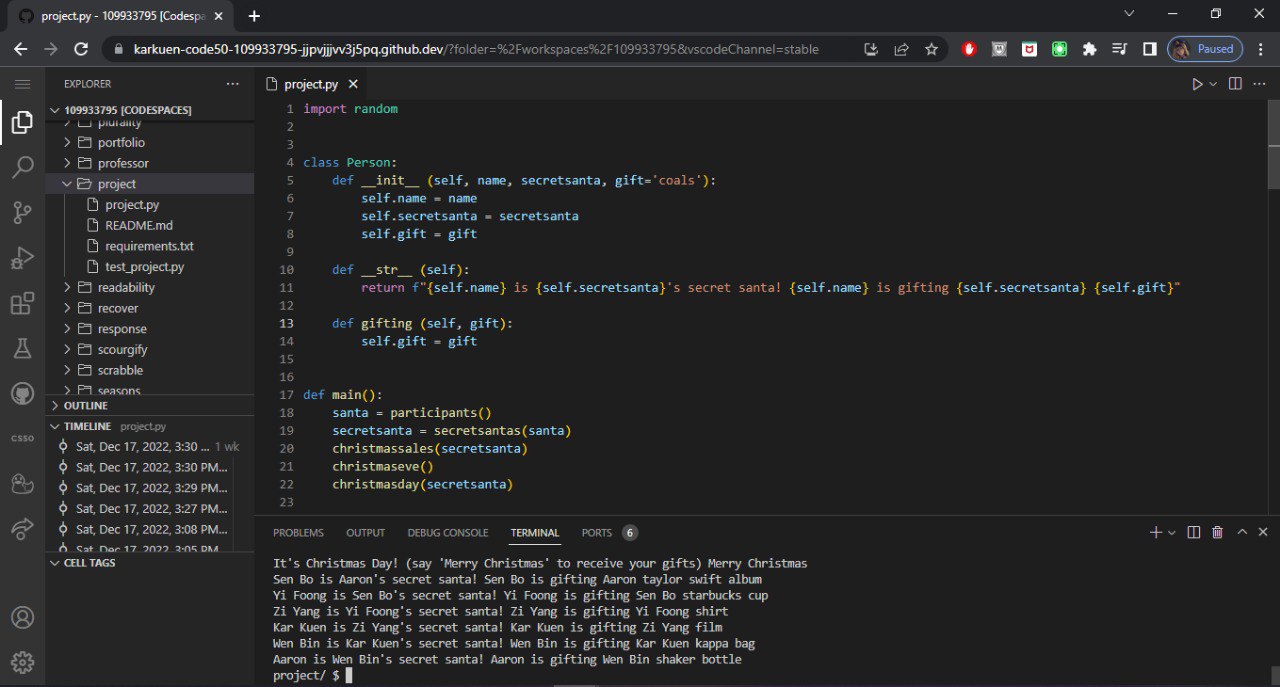 project.py - 109933795 [Codespa
karkuen-code50-109933795-jjpvjjjvv3j5pq.github.dev/?folder=%2Fworkspaces%2F109933795&vscodeChannel=stable
Paused
EXPLORER
109933795 [CODESPACES]
plurality
portfolio
professor
project
project.py
README.md
requirements.txt
test_project.py
readability
recover
response
scourgify
scrabble
seasons
OUTLINE
TIMELINE project.py
Sat, Dec 17, 2022, 3:30 ... 1 wk
Sat, Dec 17, 2022, 3:30 PM...
Sat, Dec 17, 2022, 3:29 PM...
Sat, Dec 17, 2022, 3:27 PM...
Sat, Dec 17, 2022, 3:08 PM...
Sat, Dec 17, 2022, 3:05 PM
CELL TAGS
CS50
project.py
1 import random
2
3
4 class Person:
5     def __init__ (self, name, secretsanta, gift='coals'):
6         self.name = name
7         self.secretsanta = secretsanta
8         self.gift = gift
9
10     def __str__ (self):
11         return f"{self.name} is {self.secretsanta}'s secret santa! {self.name} is gifting {self.secretsanta} {self.gift}"
12
13     def gifting (self, gift):
14         self.gift = gift
15
16
17 def main():
18     santa = participants()
19     secretsanta = secretsantas(santa)
20     christmassales(secretsanta)
21     christmaseve()
22     christmasday(secretsanta)
23
PROBLEMS OUTPUT DEBUG CONSOLE TERMINAL PORTS 6
It's Christmas Day! (say 'Merry Christmas' to receive your gifts) Merry Christmas
Sen Bo is Aaron's secret santa! Sen Bo is gifting Aaron taylor swift album
Yi Foong is Sen Bo's secret santa! Yi Foong is gifting Sen Bo starbucks cup
Zi Yang is Yi Foong's secret santa! Zi Yang is gifting Yi Foong shirt
Kar Kuen is Zi Yang's secret santa! Kar Kuen is gifting Zi Yang film
Wen Bin is Kar Kuen's secret santa! Wen Bin is gifting Kar Kuen kappa bag
Aaron is Wen Bin's secret santa! Aaron is gifting Wen Bin shaker bottle
project/ $